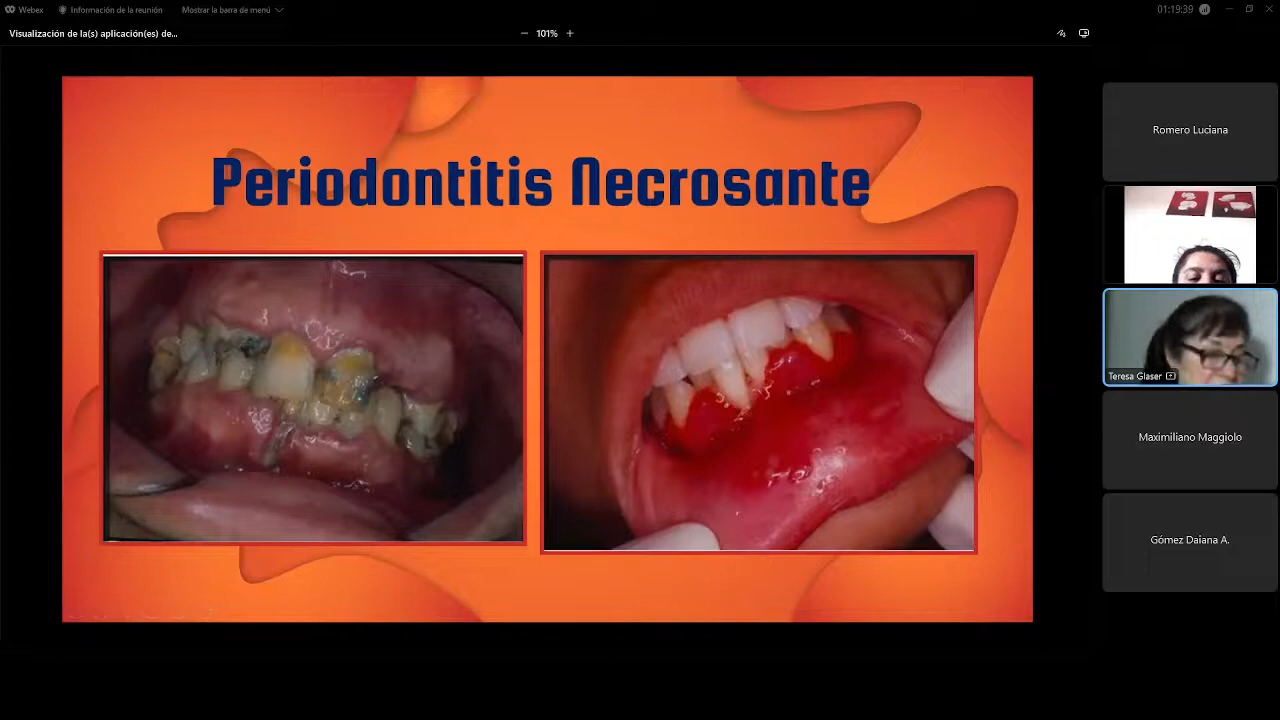 Webex
Información de la reunión
Mostrar la barra de menú
01:19:39
Visualización de la(s) aplicación(es) de...
101%
Periodontitis Necrosante
Romero Luciana
Teresa Glaser
Maximiliano Maggiolo
Gómez Daiana A.